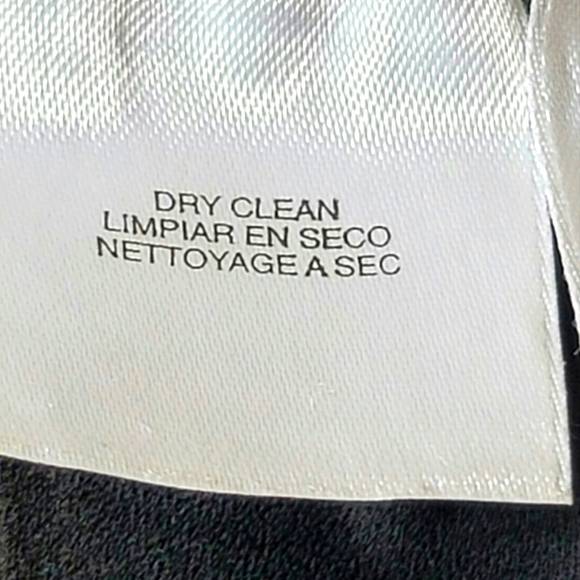 DRY CLEAN
LIMPIAR EN SECO
NETTOYAGE A SEC